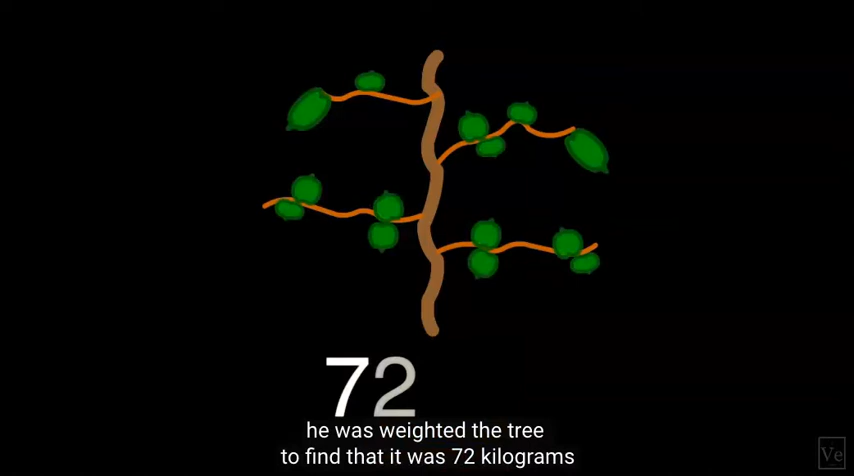 72
he was weighted the tree
to find that it was 72 kilograms
Ve